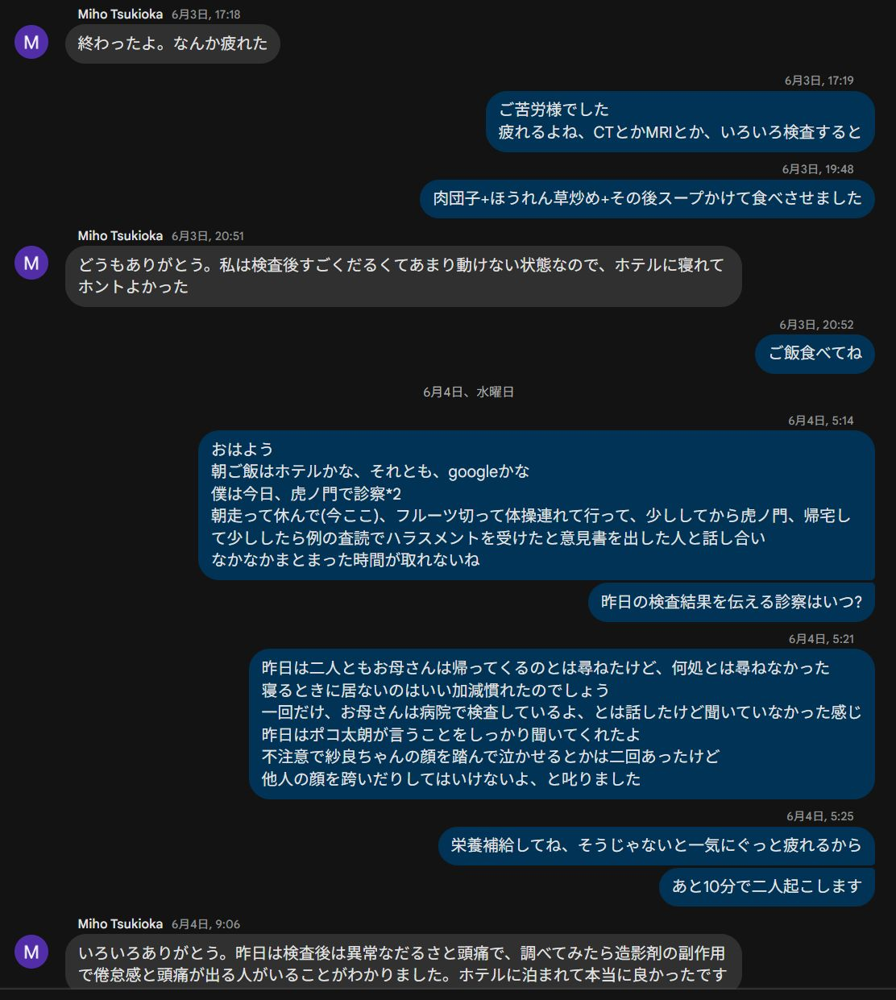 Miho Tsukioka 6月3日, 17:18
M
終わったよ。なんか疲れた
6月3日, 17:19
ご苦労様でした
疲れるよね、CTとかMRIとか、いろいろ検査すると
6月3日, 19:48
肉団子+ほうれん草炒め+その後スープかけて食べさせました
Miho Tsukioka 6月3日, 20:51
M
どうもありがとう。私は検査後すごくだるくてあまり動けない状態なので、ホテルに寝れて
ホントよかった
6月3日, 20:52
ご飯食べてね
6月4日、水曜日
6月4日, 5:14
おはよう
朝ご飯はホテルかな、それとも、googleかな
僕は今日、虎ノ門で診察*2
朝走って休んで(今ここ)、フルーツ切って体操連れて行って、少ししてから虎ノ門、帰宅し
て少ししたら例の査読でハラスメントを受けたと意見書を出した人と話し合い
なかなかまとまった時間が取れないね
昨日の検査結果を伝える診察はいつ?
6月4日, 5:21
昨日は二人ともお母さんは帰ってくるのとは尋ねたけど、何処とは尋ねなかった
寝るときに居ないのはいい加減慣れたのでしょう
一回だけ、お母さんは病院で検査しているよ、とは話したけど聞いていなかった感じ
昨日はポコ太朗が言うことをしっかり聞いてくれたよ
不注意で紗良ちゃんの顔を踏んで泣かせるとかは二回あったけど
他人の顔を跨いだりしてはいけないよ、と叱りました
6月4日, 5:25
栄養補給してね、そうじゃないと一気にぐっと疲れるから
あと10分で二人起こします
Miho Tsukioka 6月4日, 9:06
M
いろいろありがとう。昨日は検査後は異常なだるさと頭痛で、調べてみたら造影剤の副作用
で倦怠感と頭痛が出る人がいることがわかりました。ホテルに泊まれて本当に良かったです